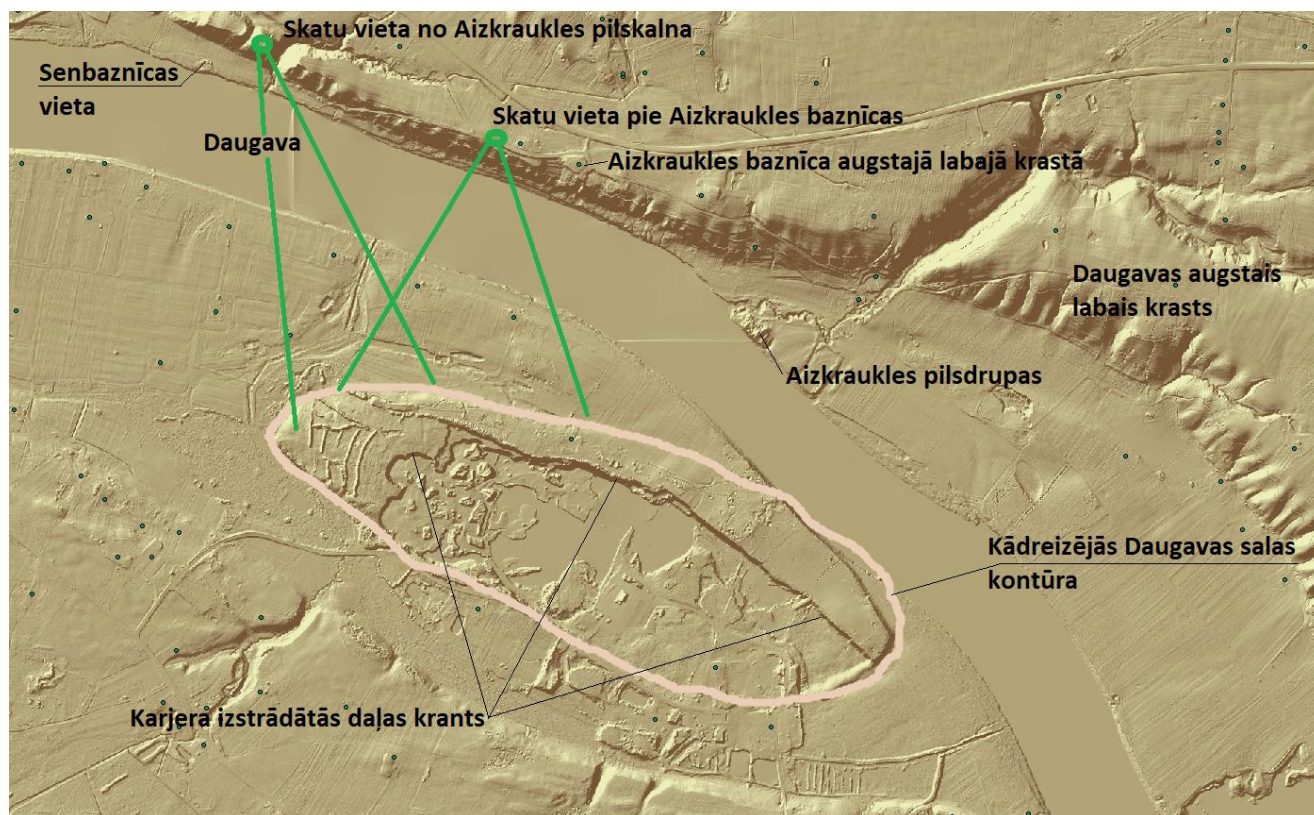 Skatu vieta no Aizkraukles pilskalna
Senbaznīcas
vieta
Skatu vieta pie Aizkraukles baznīcas
Daugava
Aizkraukles baznīca augstajā labajā krastā
Daugavas augstais
labais krasts
Aizkraukles pilsdrupas
Kādreizējās Daugavas salas
kontūra
Karjera izstrādātās daļas krants